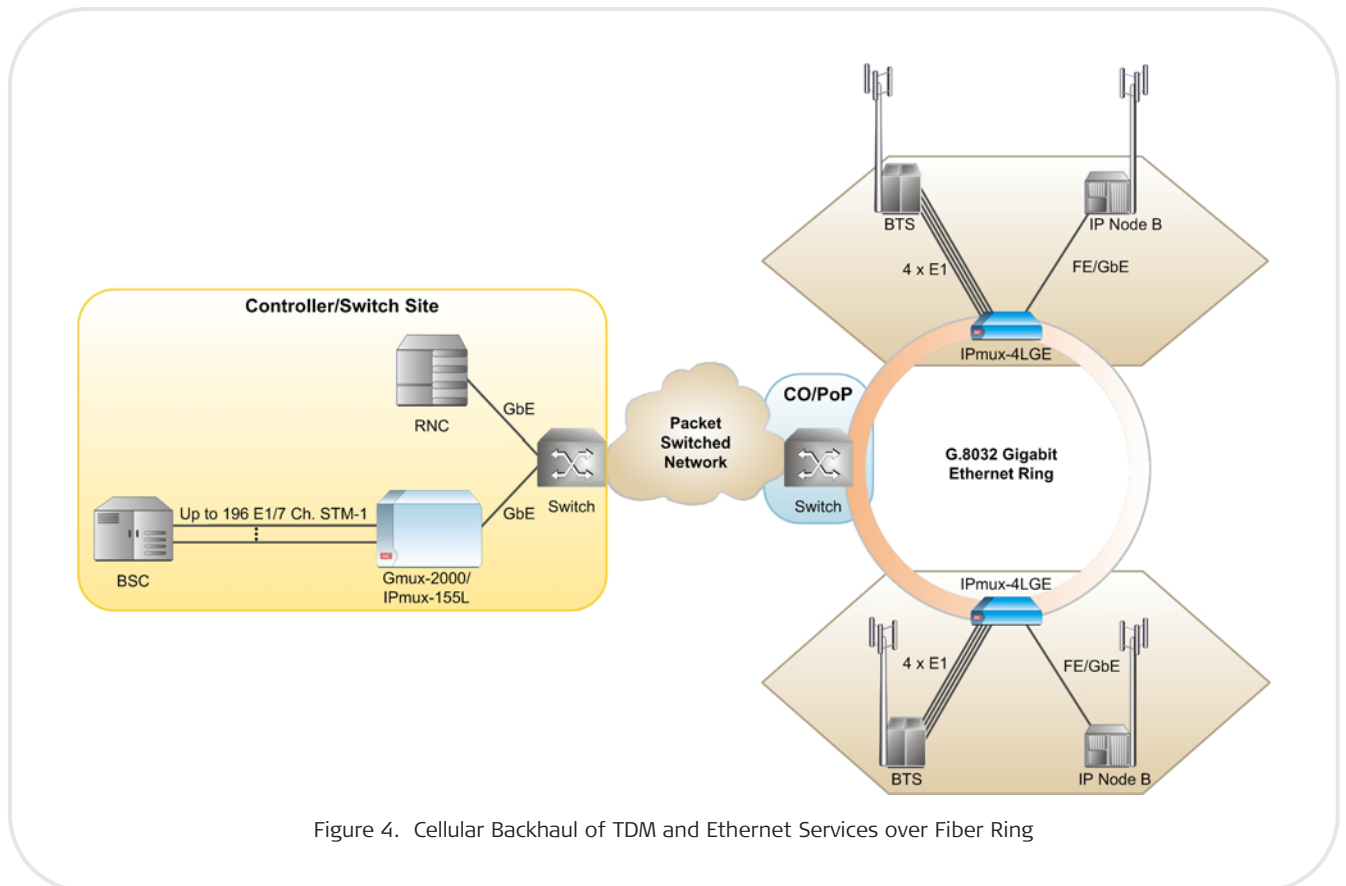 Controller/Switch Site
RNC
GbE
BSC
Up to 196 E1/7 Ch. STM-1
Gmux-2000/
IPmux-155L
GbE
Switch
Packet
Switched
Network
CO/PoP
Switch
G.8032 Gigabit
Ethernet Ring
BTS
IP Node B
4 x E1
FE/GbE
IPmux-4LGE
IPmux-4LGE
4 x E1
FE/GbE
BTS
IP Node B
Figure 4. Cellular Backhaul of TDM and Ethernet Services over Fiber Ring